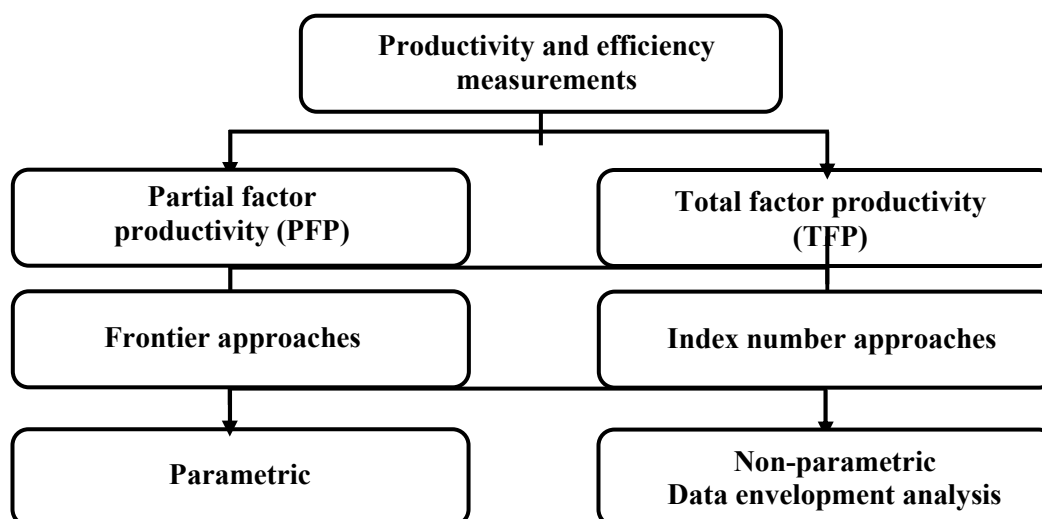 Productivity and efficiency
measurements
Partial factor
productivity (PFP)
Total factor productivity
(TFP)
Frontier approaches
Index number approaches
Parametric
Non-parametric
Data envelopment analysis